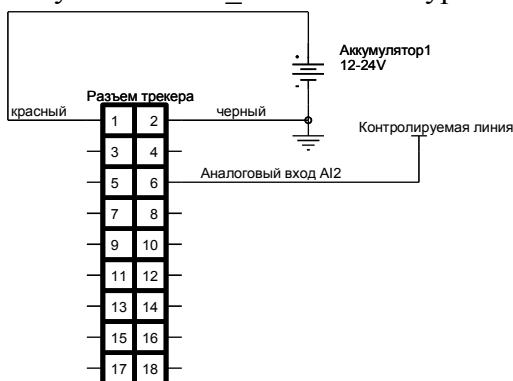 Аккумулятор1
12-24V
Разъем трекера
красный
черный
Контролируемая линия
Аналоговый вход AI2
1 2
3 4
5 6
7 8
9 10
11 12
13 14
15 16
17 18